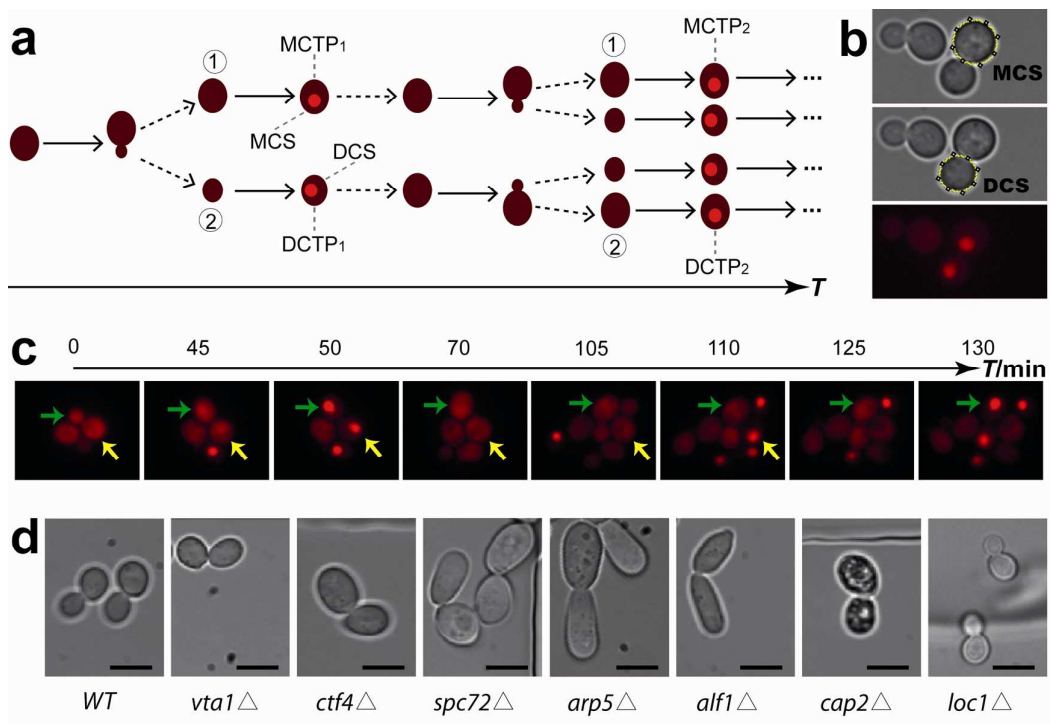 a
b
c
d
MCTP1
MCTP2
1
1
MCS
DCS
2
2
DCTP1
DCTP2
...
...
...
...
T
MCS
DCS
0 45 50 70 105 110 125 130
T/min
WT vta1△ ctf4△ spc72△ arp5△ alf1△ cap2△ loc1△